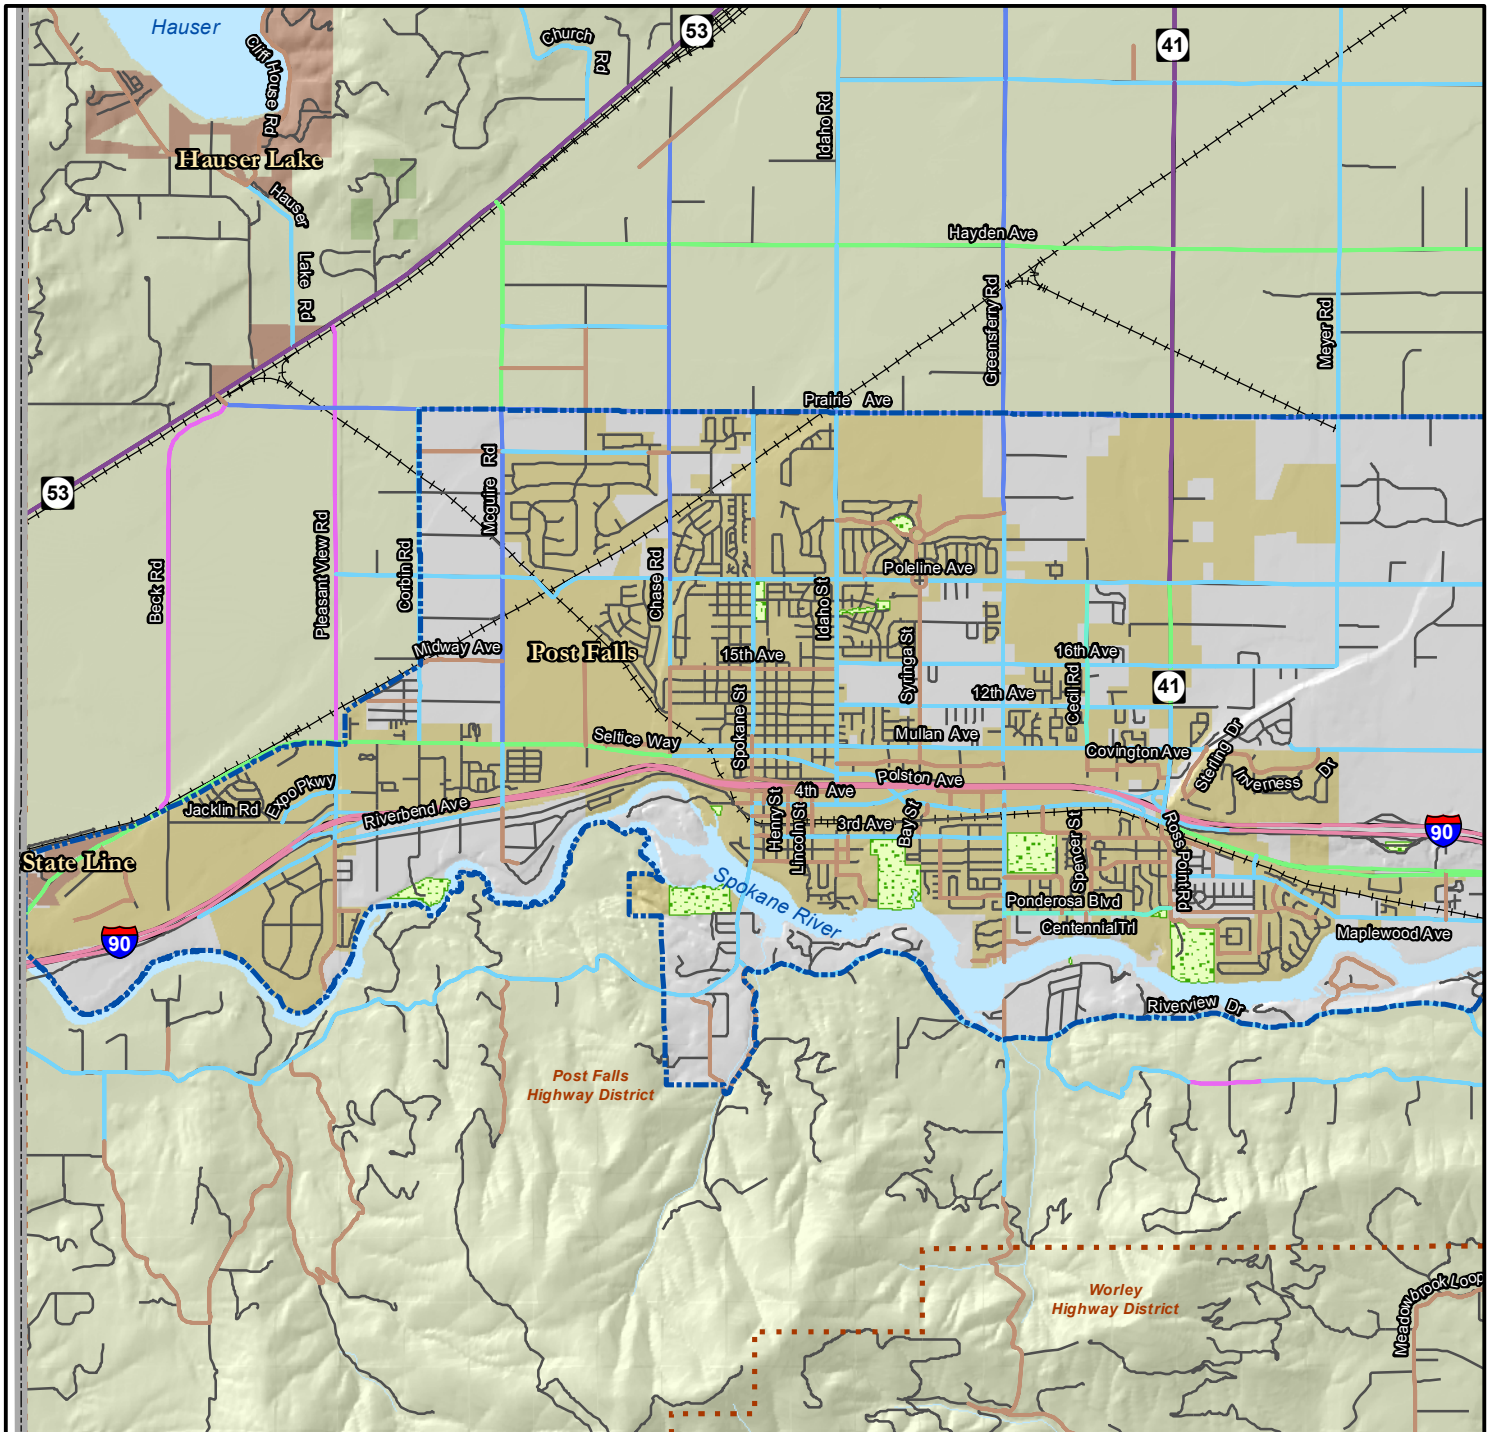 Hauser
Church Rd
53
41
Cliff House Rd
Idaho Rd
Hauser Lake
Hauser Lake Rd
Hayden Ave
Greensferry Rd
Meyer Rd
Prairie Ave
53
Mcguire Rd
Beck Rd
Pleasant View Rd
Corbin Rd
Chase Rd
Poleline Ave
Idaho St
Midway Ave
Post Falls
15th Ave
Syringa St
16th Ave
Cecil Rd
12th Ave
41
Spokane St
Seltice Way
Mullan Ave
Covington Ave
Sterling Dr
Inverness Dr
Polston Ave
4th Ave
Expo Pkwy
Jacklin Rd
Riverbend Ave
Henry St
Lincoln St
3rd Ave
Bay St
Spencer St
Ross Point Rd
90
State Line
Spokane River
Ponderosa Blvd
Centennial Trl
Maplewood Ave
90
Riverview Dr
Post Falls
Highway District
Worley
Highway District
Meadowbrook Loop